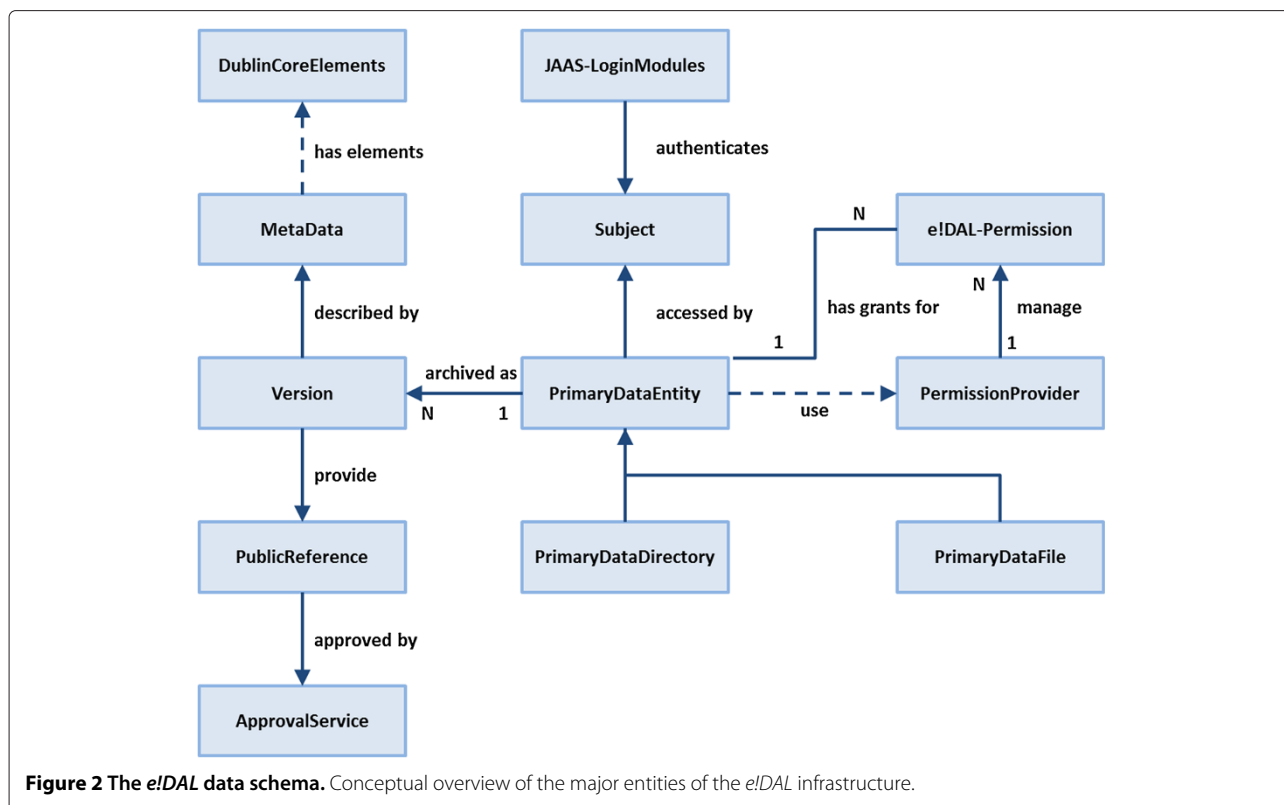 DublinCoreElements
JAAS-LoginModules
has elements
authenticates
MetaData
Subject
N
e!DAL-Permission
described by
accessed by
has grants for
N
manage
1
1
Version
archived as
N
1
PrimaryDataEntity
use
PermissionProvider
provide
PublicReference
PrimaryDataDirectory
PrimaryDataFile
approved by
ApprovalService
Figure 2 The e!DAL data schema. Conceptual overview of the major entities of the e!DAL infrastructure.